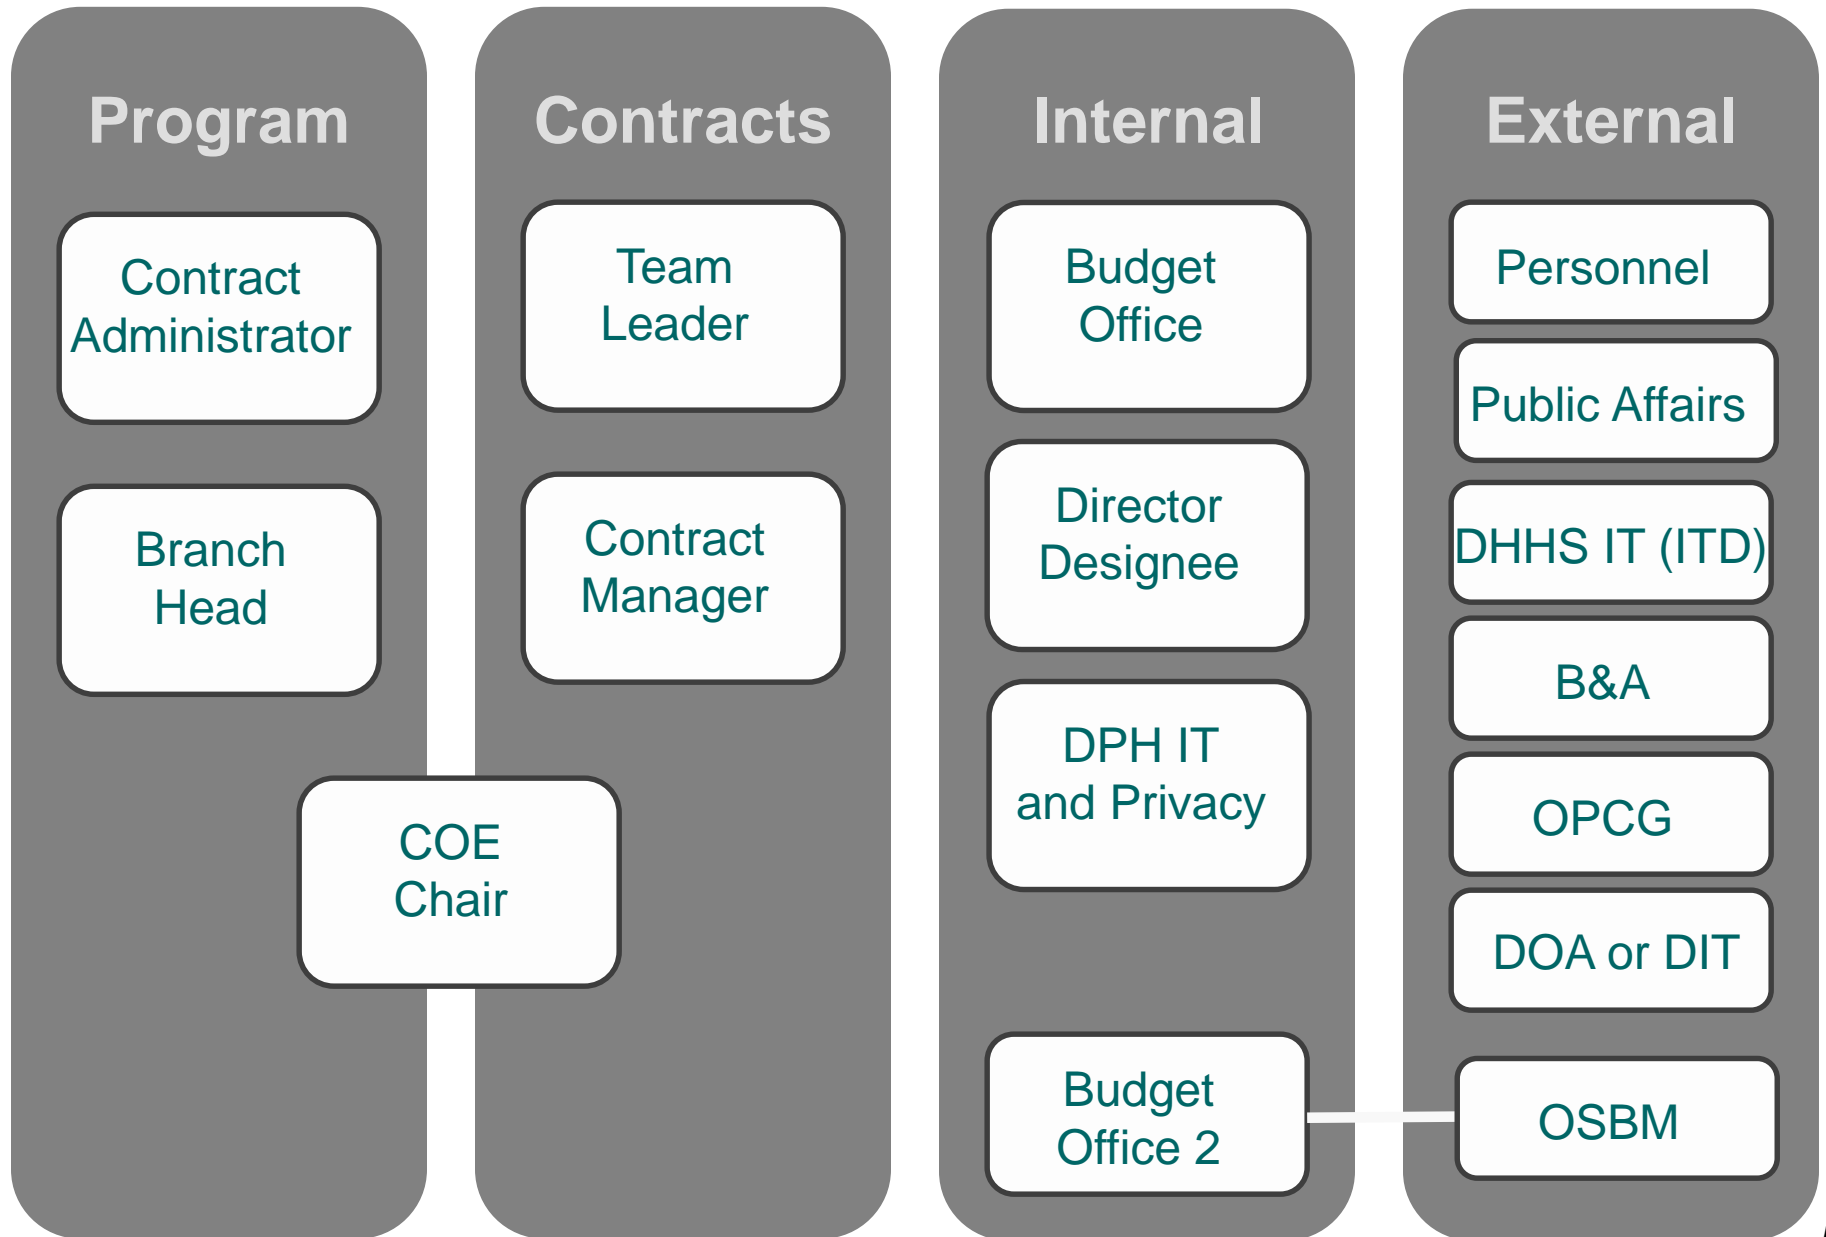 Program
Contract
Administrator
Branch
Head
COE
Chair
Contracts
Team
Leader
Contract
Manager
Internal
Budget
Office
Director
Designee
DPH IT
and Privacy
Budget
Office 2
External
Personnel
Public Affairs
DHHS IT (ITD)
B&A
OPCG
DOA or DIT
OSBM